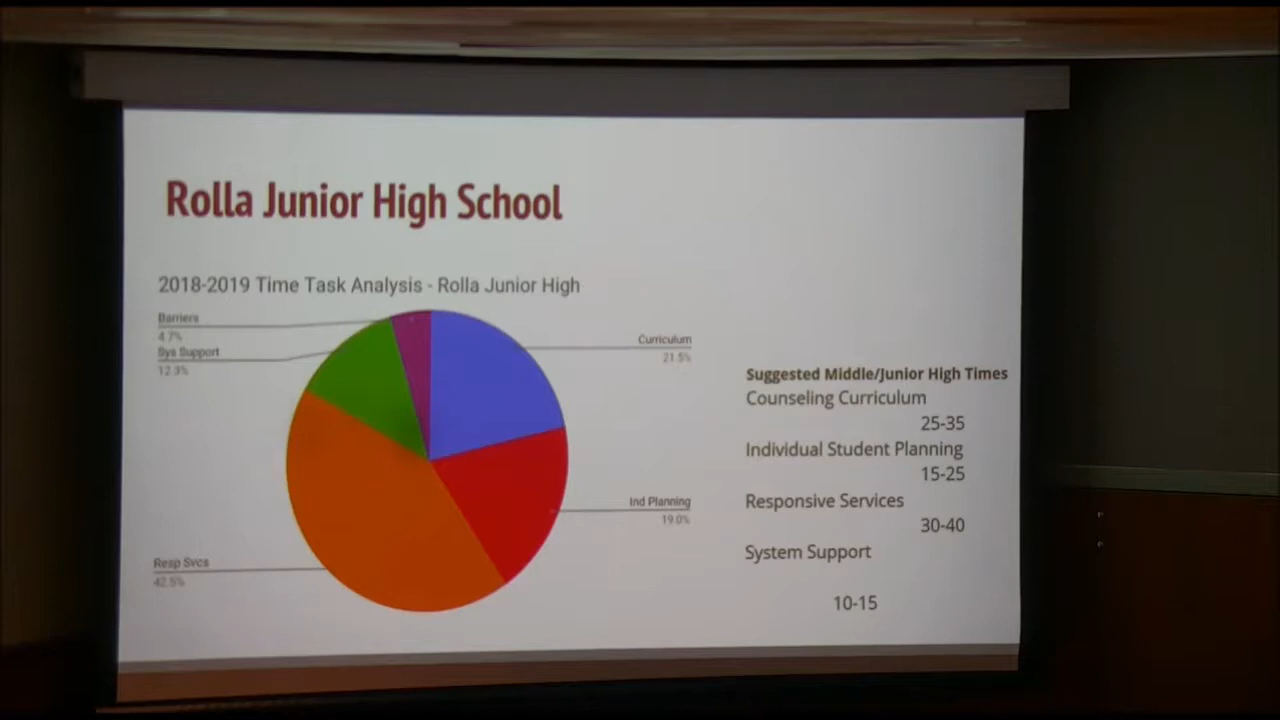 Rolla Junior High School
2018-2019 Time Task Analysis - Rolla Junior High
Barriers
4.7%
Sys Support
12.3%
Curriculum
21.5%
Ind Planning
19.0%
Resp Svcs
42.5%
Suggested Middle/Junior High Times
Counseling Curriculum
25-35
Individual Student Planning
15-25
Responsive Services
30-40
System Support
10-15